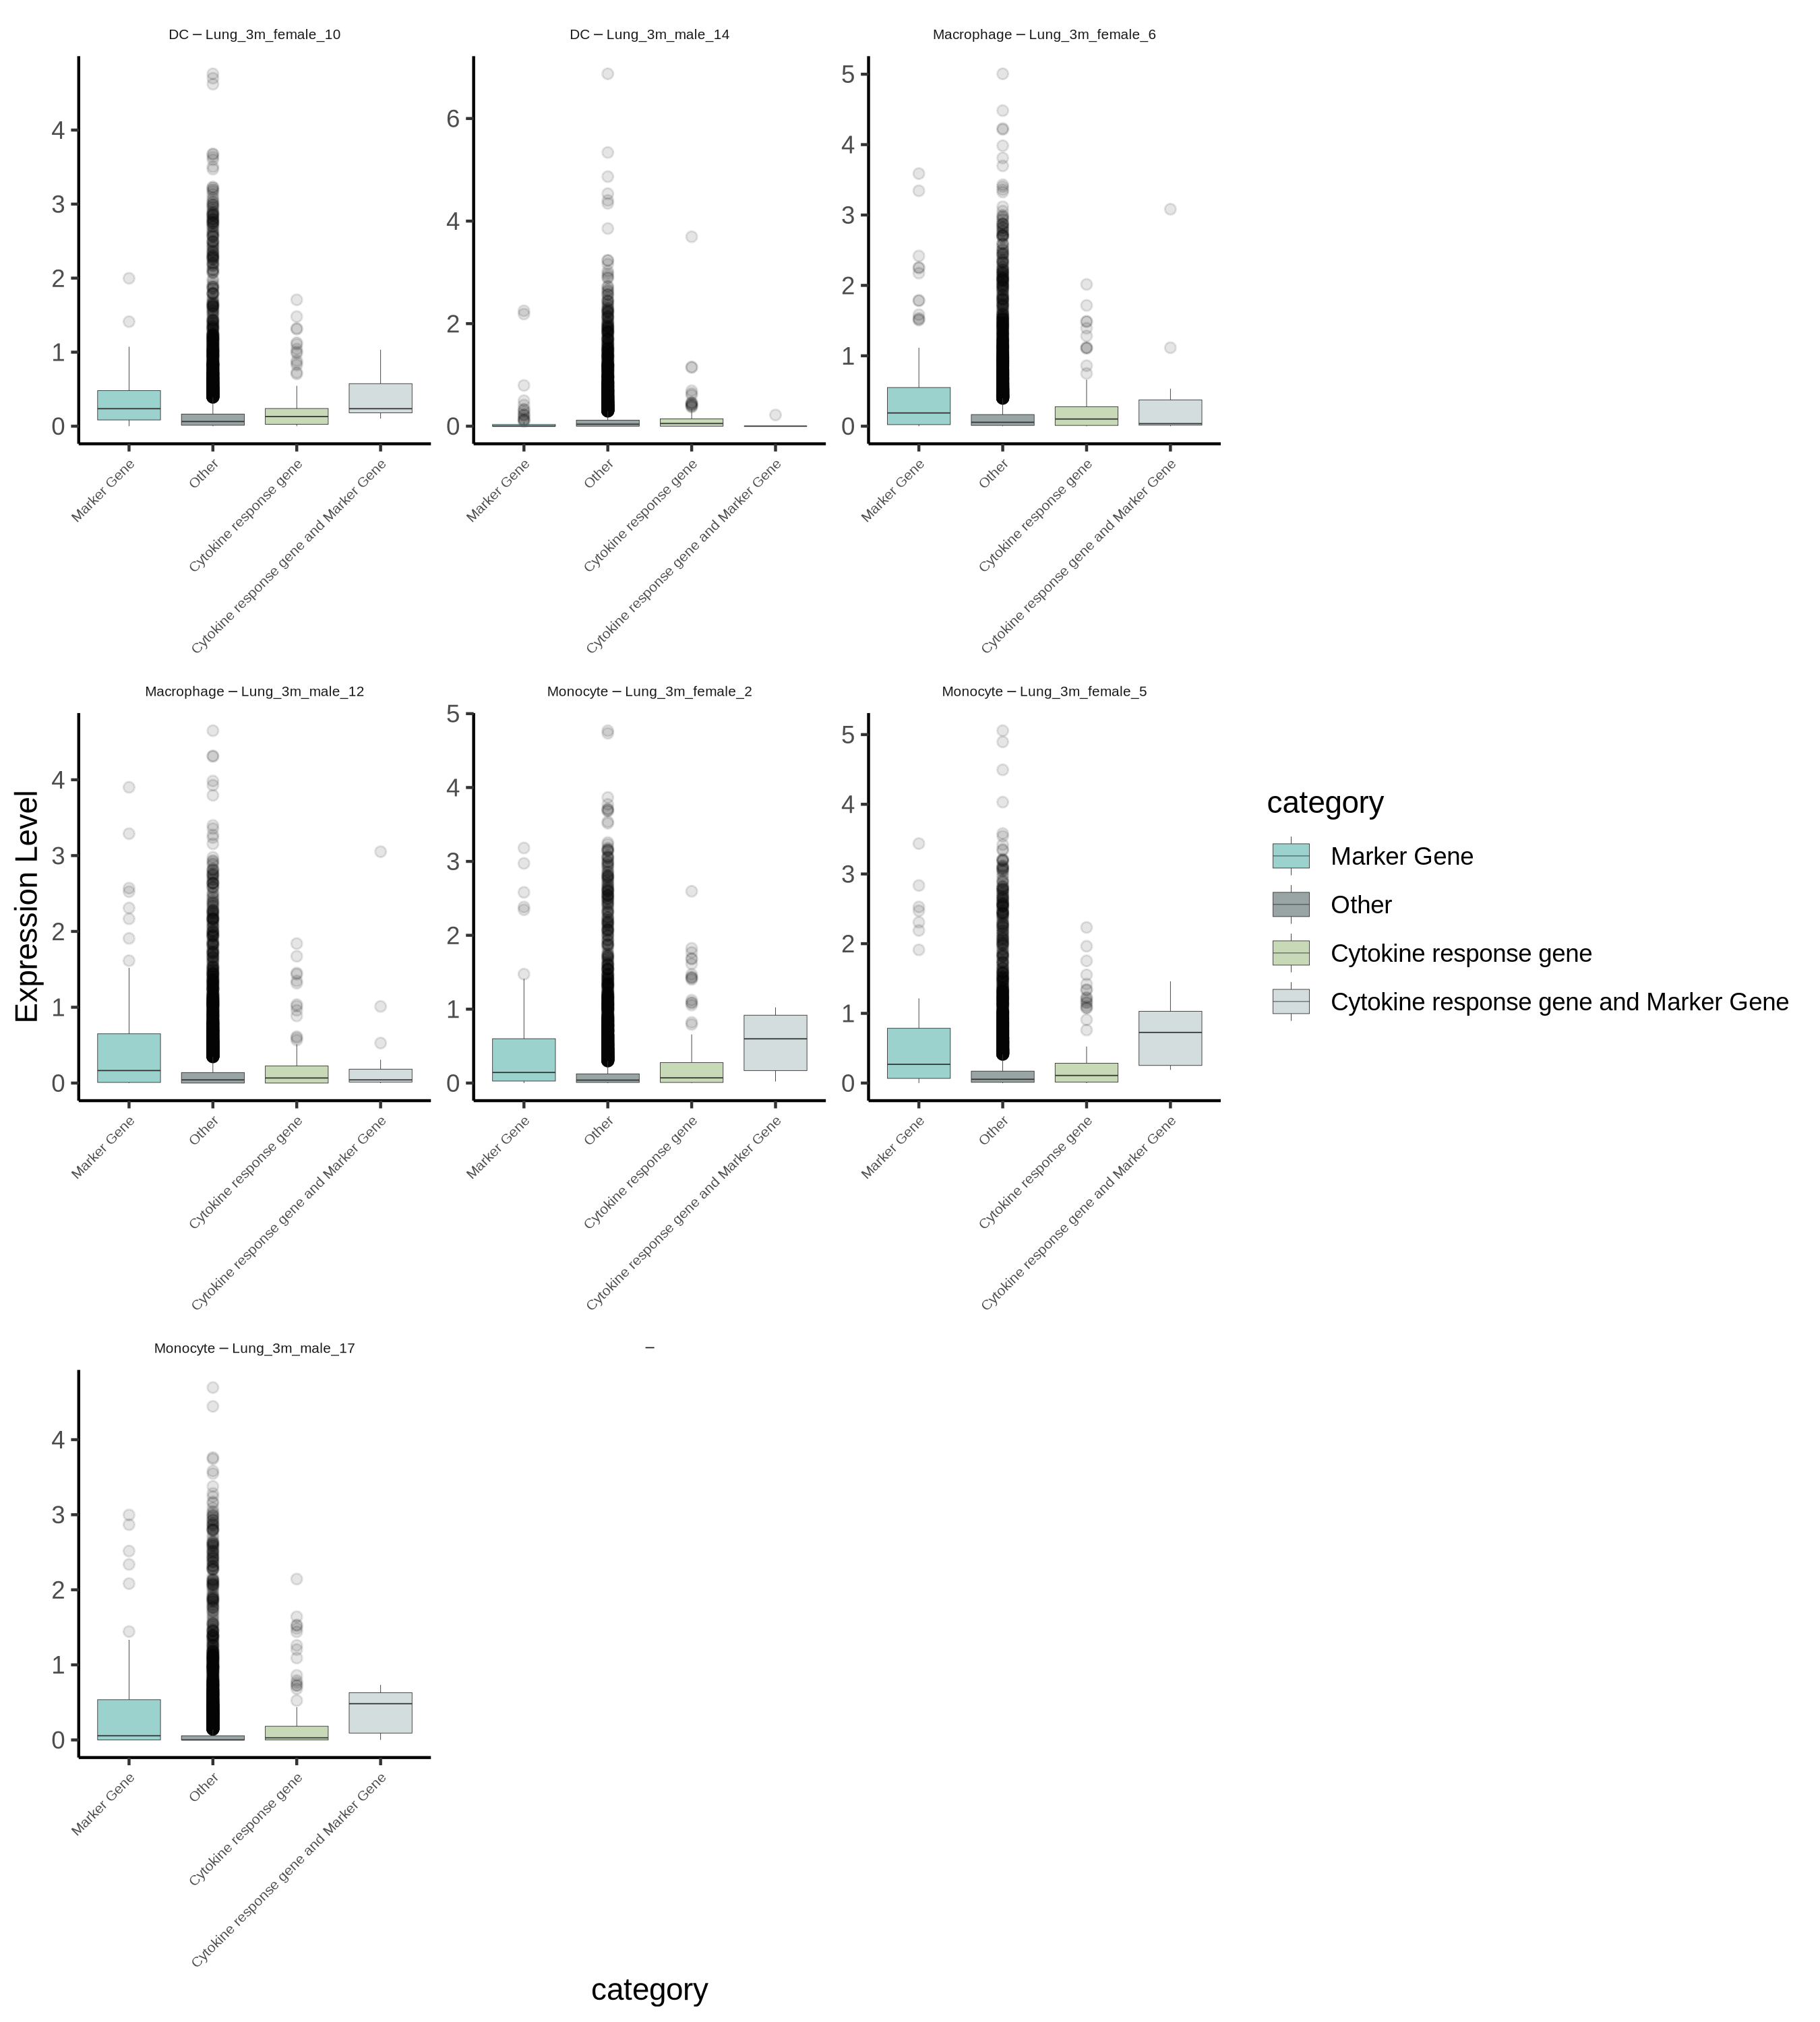 DC – Lung_3m_female_10
DC – Lung_3m_male_14
Macrophage – Lung_3m_female_6
4
3
2
1
0
6
4
2
0
5
4
3
2
1
0
Marker Gene
Other
Cytokine response gene
Cytokine response gene and Marker Gene
Marker Gene
Other
Cytokine response gene
Cytokine response gene and Marker Gene
Marker Gene
Other
Cytokine response gene
Cytokine response gene and Marker Gene
Macrophage – Lung_3m_male_12
Monocyte – Lung_3m_female_2
Monocyte – Lung_3m_female_5
Expression Level
4
3
2
1
0
5
4
3
2
1
0
5
4
3
2
1
0
Marker Gene
Other
Cytokine response gene
Cytokine response gene and Marker Gene
Marker Gene
Other
Cytokine response gene
Cytokine response gene and Marker Gene
Marker Gene
Other
Cytokine response gene
Cytokine response gene and Marker Gene
category
Marker Gene
Other
Cytokine response gene
Cytokine response gene and Marker Gene
Monocyte – Lung_3m_male_17
–
4
3
2
1
0
Marker Gene
Other
Cytokine response gene
Cytokine response gene and Marker Gene
category